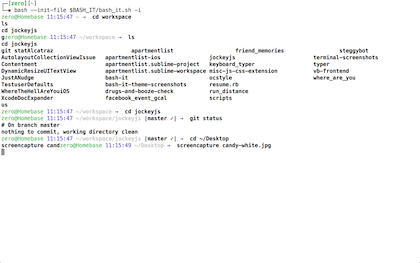 bash --init-file $BASH_IT/bash_it.sh -i
zero@Homebase 11:15:47 ~ → cd workspace
ls
cd jockeyjs
gzero@Homebase 11:15:47 ~/workspace → ls
cd jockeyjs
git statAlcatraz apartmentlist friend_memories steggybot
AutolayoutCollectionViewIssue apartmentlist-ios jockeyjs terminal-screenshots
Contentment apartmentlist.sublime-project keyboard_typer typer
DynamicResizeUITextView apartmentlist.sublime-workspace misc-js-css-extension vb-frontend
JustANudge bash-it ocstyle where_are_you
TestuserDefaults bash-it-theme-screenshots resume.rb
WhereTheHellAreYouiOS drugs-and-booze-check run_distance
XcodeDocExpander facebook_event_gcal scripts
us
zero@Homebase 11:15:47 ~/workspace → cd jockeyjs
zero@Homebase 11:15:47 ~/workspace/jockeyjs |master ✓| → git status
# On branch master
nothing to commit, working directory clean
zero@Homebase 11:15:47 ~/workspace/jockeyjs |master ✓| → cd ~/Desktop
screencapture candzero@Homebase 11:15:49 ~/Desktop → screencapture candy-white.jpg